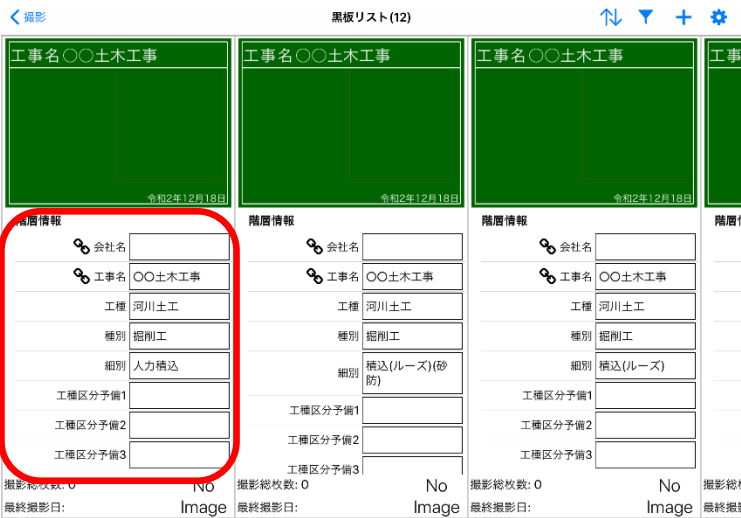 撮影
黒板リスト(12)
工事名〇〇土木工事
令和2年12月18日
階層情報
会社名
工事名 〇〇土木工事
工種 河川土工
種別 掘削工
細別 人力積込
工種区分予備1
工種区分予備2
工種区分予備3
撮影総枚数: 0
最終撮影日:
No
Image
工事名〇〇土木工事
令和2年12月18日
階層情報
会社名
工事名 〇〇土木工事
工種 河川土工
種別 掘削工
細別 積込(ルーズ)(砂
防)
工種区分予備1
工種区分予備2
工種区分予備3
撮影総枚数: 0
最終撮影日:
No
Image
工事名〇〇土木工事
令和2年12月18日
階層情報
会社名
工事名 〇〇土木工事
工種 河川土工
種別 掘削工
細別 積込(ルーズ)
工種区分予備1
工種区分予備2
工種区分予備3
撮影総枚数: 0
最終撮影日:
No
Image
工事
階層
撮影総
最終撮